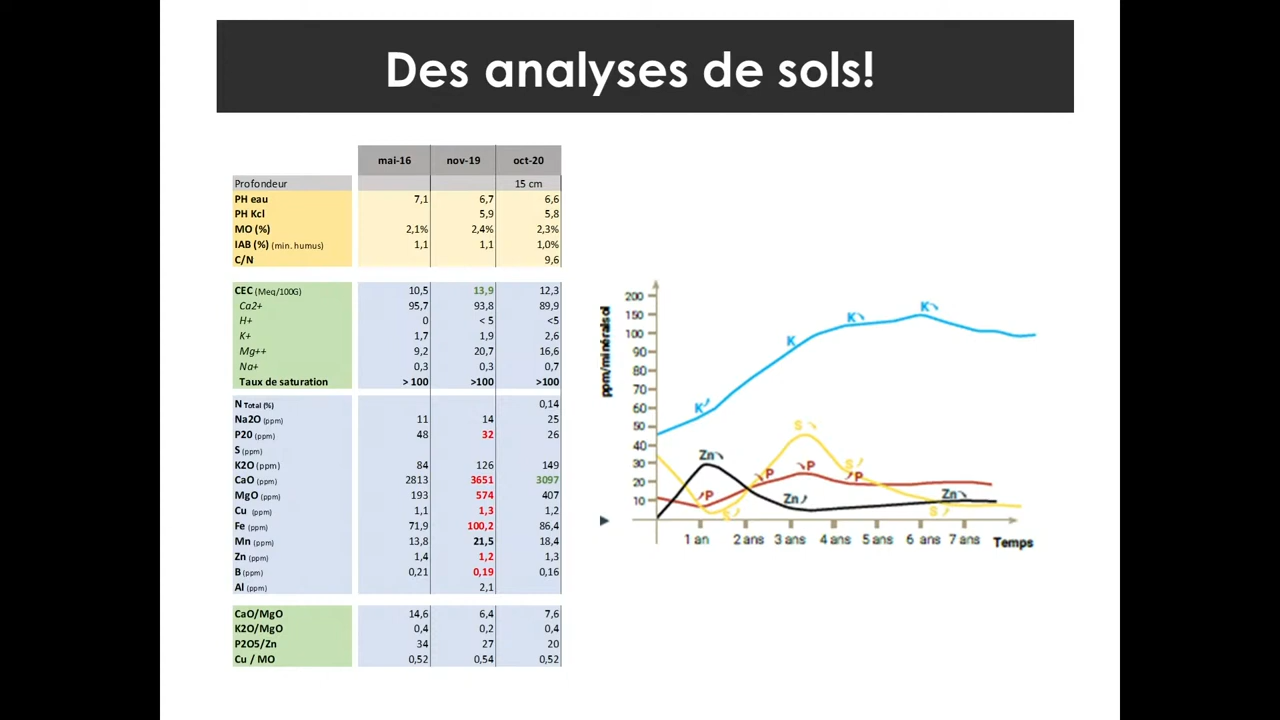 Des analyses de sols!
mai-16 nov-19 oct-20
Profondeur 15 cm
PH eau 7,1 6,7 6,6
PH Kcl 5,9 5,8
MO (%) 2,1% 2,4% 2,3%
IAB (%) (min. humus) 1,1 1,1 1,0%
C/N 9,6
CEC (Meq/100G) 10,5 13,9 12,3
Ca2+ 95,7 93,8 89,9
H+ 0 < 5 <5
K+ 1,7 1,9 2,6
Mg++ 9,2 20,7 16,6
Na+ 0,3 0,3 0,7
Taux de saturation > 100 >100 >100
N Total (%) 0,14
Na2O (ppm) 11 14 25
P20 (ppm) 48 32 26
S (ppm)
K2O (ppm) 84 126 149
CaO (ppm) 2813 3651 3097
MgO (ppm) 193 574 407
Cu (ppm) 1,1 1,3 1,2
Fe (ppm) 71,9 100,2 86,4
Mn (ppm) 13,8 21,5 18,4
Zn (ppm) 1,4 1,2 1,3
B (ppm) 0,21 0,19 0,16
Al (ppm) 2,1
CaO/MgO 14,6 6,4 7,6
K2O/MgO 0,4 0,2 0,4
P2O5/Zn 34 27 20
Cu / MO 0,52 0,54 0,52
ppm/minéraisol
200
150
100
90
80
70
60
50
40
30
20
10
K K K K
S S S S
Zn Zn Zn
P P P P
1 an 2 ans 3 ans 4 ans 5 ans 6 ans 7 ans Temps